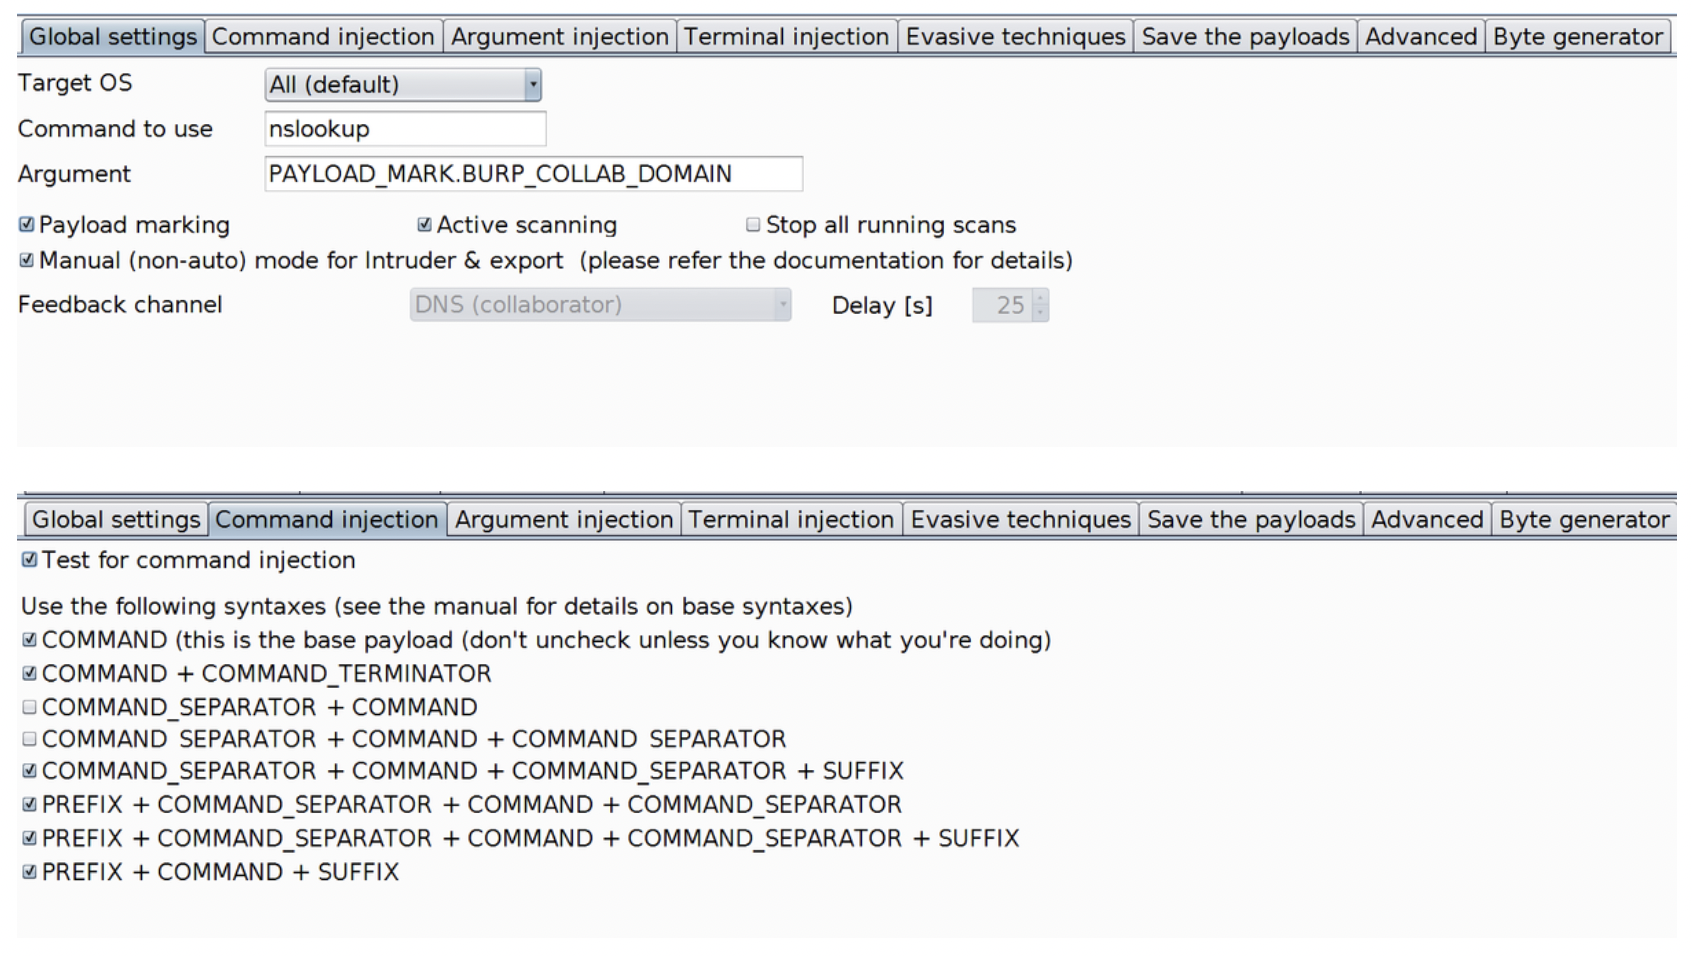 Global settings Command injection Argument injection Terminal injection Evasive techniques Save the payloads Advanced Byte generator
Target OS All (default)
Command to use nslookup
Argument PAYLOAD_MARK.BURP_COLLAB_DOMAIN
Payload marking Active scanning Stop all running scans
Manual (non-auto) mode for Intruder & export (please refer the documentation for details)
Feedback channel DNS (collaborator) Delay [s] 25
Global settings Command injection Argument injection Terminal injection Evasive techniques Save the payloads Advanced Byte generator
Test for command injection
Use the following syntaxes (see the manual for details on base syntaxes)
COMMAND (this is the base payload (don't uncheck unless you know what you're doing)
COMMAND + COMMAND_TERMINATOR
COMMAND_SEPARATOR + COMMAND
COMMAND_SEPARATOR + COMMAND + COMMAND_SEPARATOR
COMMAND_SEPARATOR + COMMAND + COMMAND_SEPARATOR + SUFFIX
PREFIX + COMMAND_SEPARATOR + COMMAND + COMMAND_SEPARATOR
PREFIX + COMMAND_SEPARATOR + COMMAND + COMMAND_SEPARATOR + SUFFIX
PREFIX + COMMAND + SUFFIX